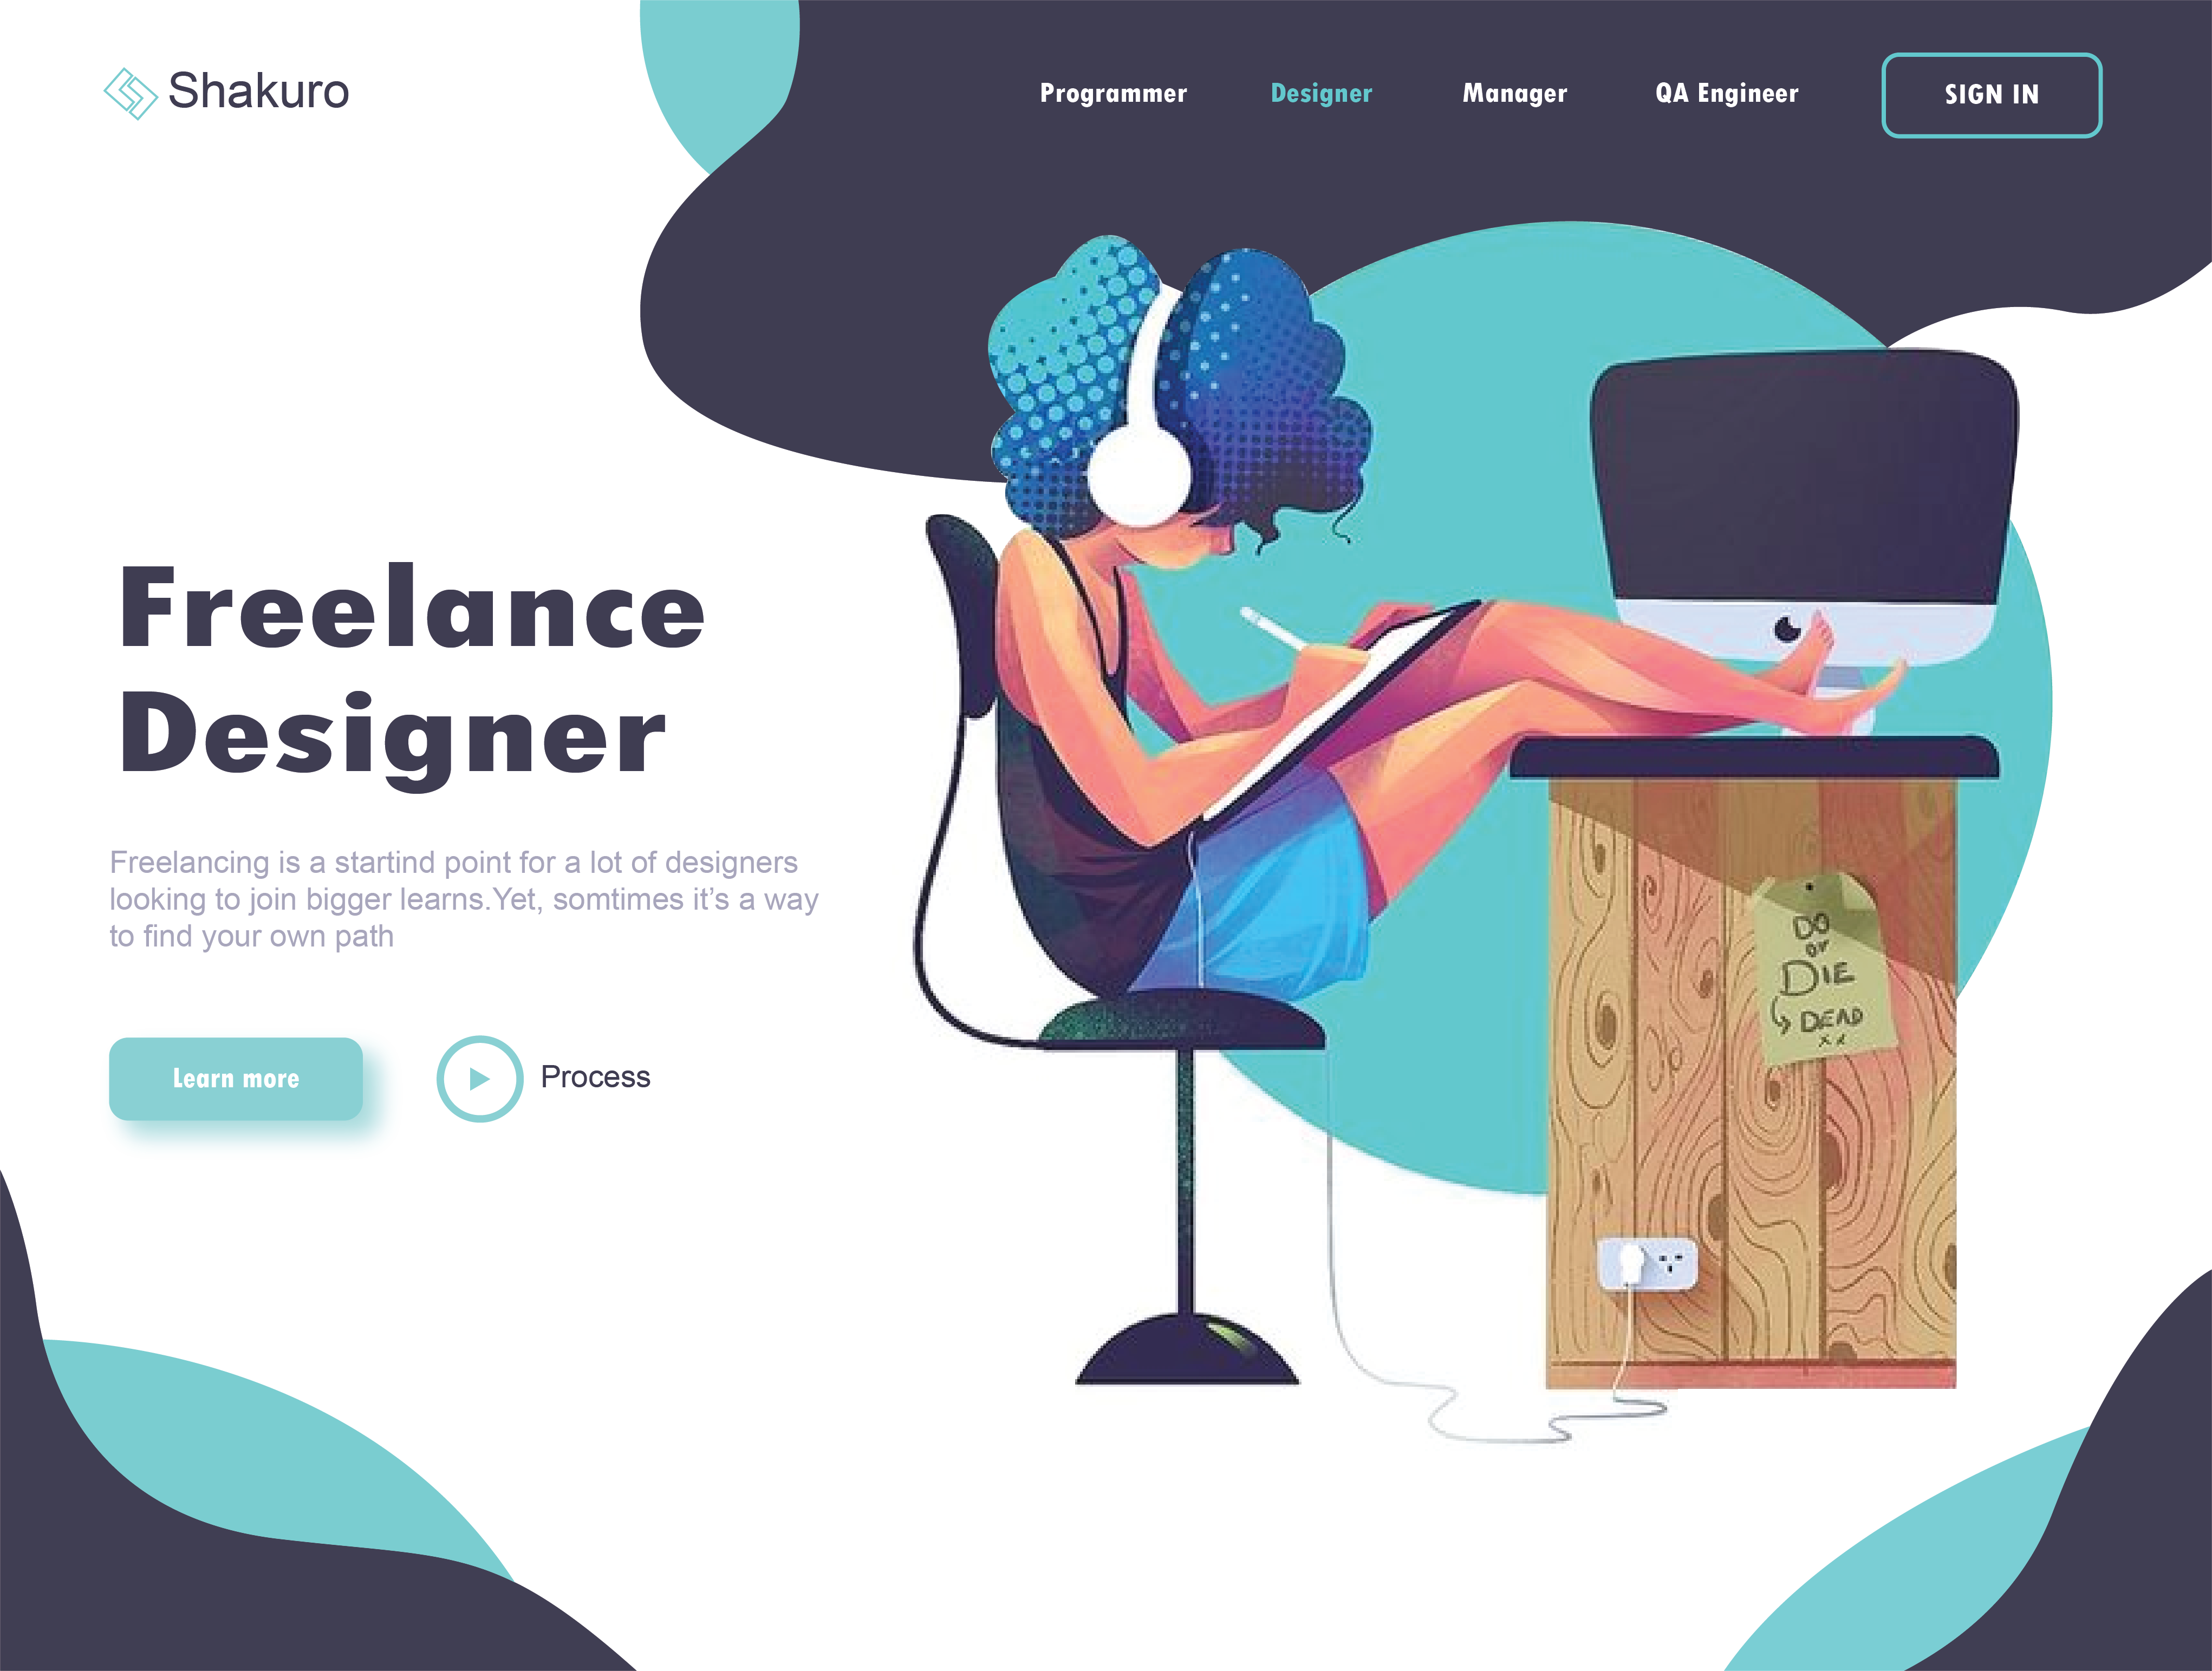 Shakuro
Programmer
Designer
Manager
QA Engineer
SIGN IN
Freelance
Designer
Freelancing is a startind point for a lot of designers
looking to join bigger learns.Yet, somtimes it’s a way
to find your own path
Learn more
Process
DO
or
DIE
DEAD
x x